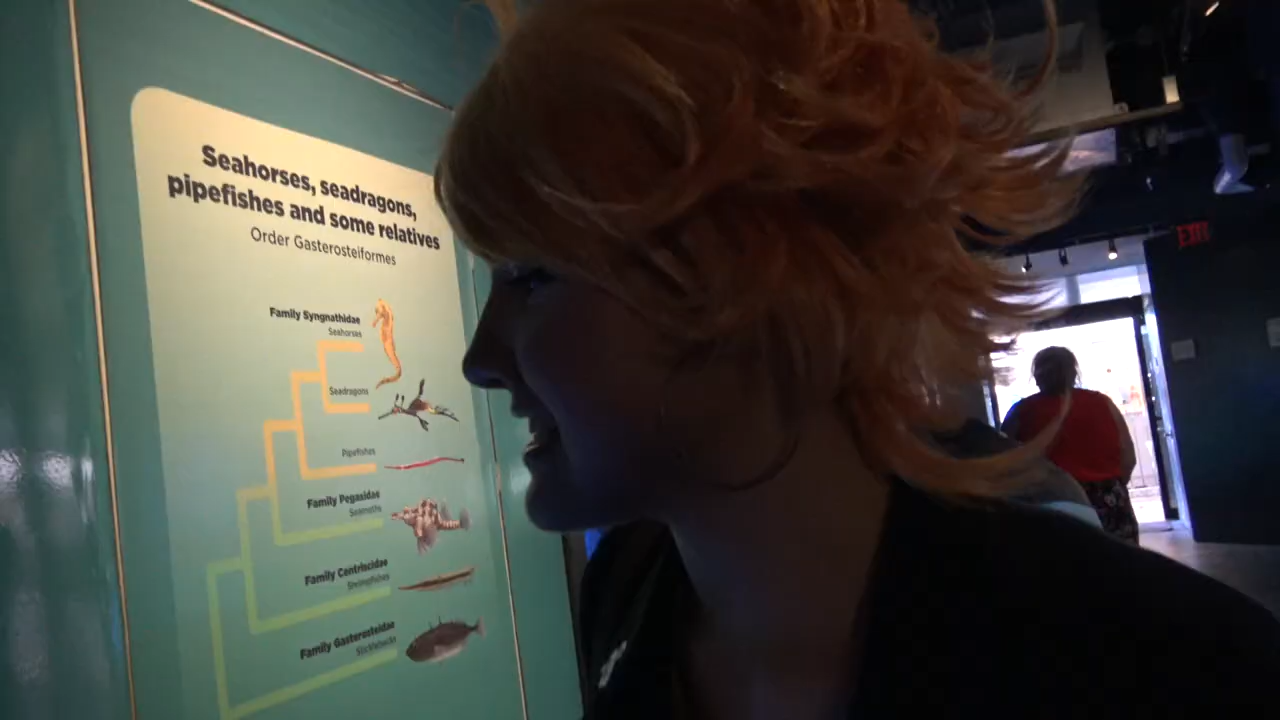 Seahorses, seadragons,
pipefishes and some relatives
Order Gasterosteiformes
Family Syngnathidae
Seahorses
Seadragons
Pipefishes
Family Pegasidae
Seamoths
Family Centriscidae
Shrimpfishes
Family Gasterosteidae
Sticklebacks
EXIT